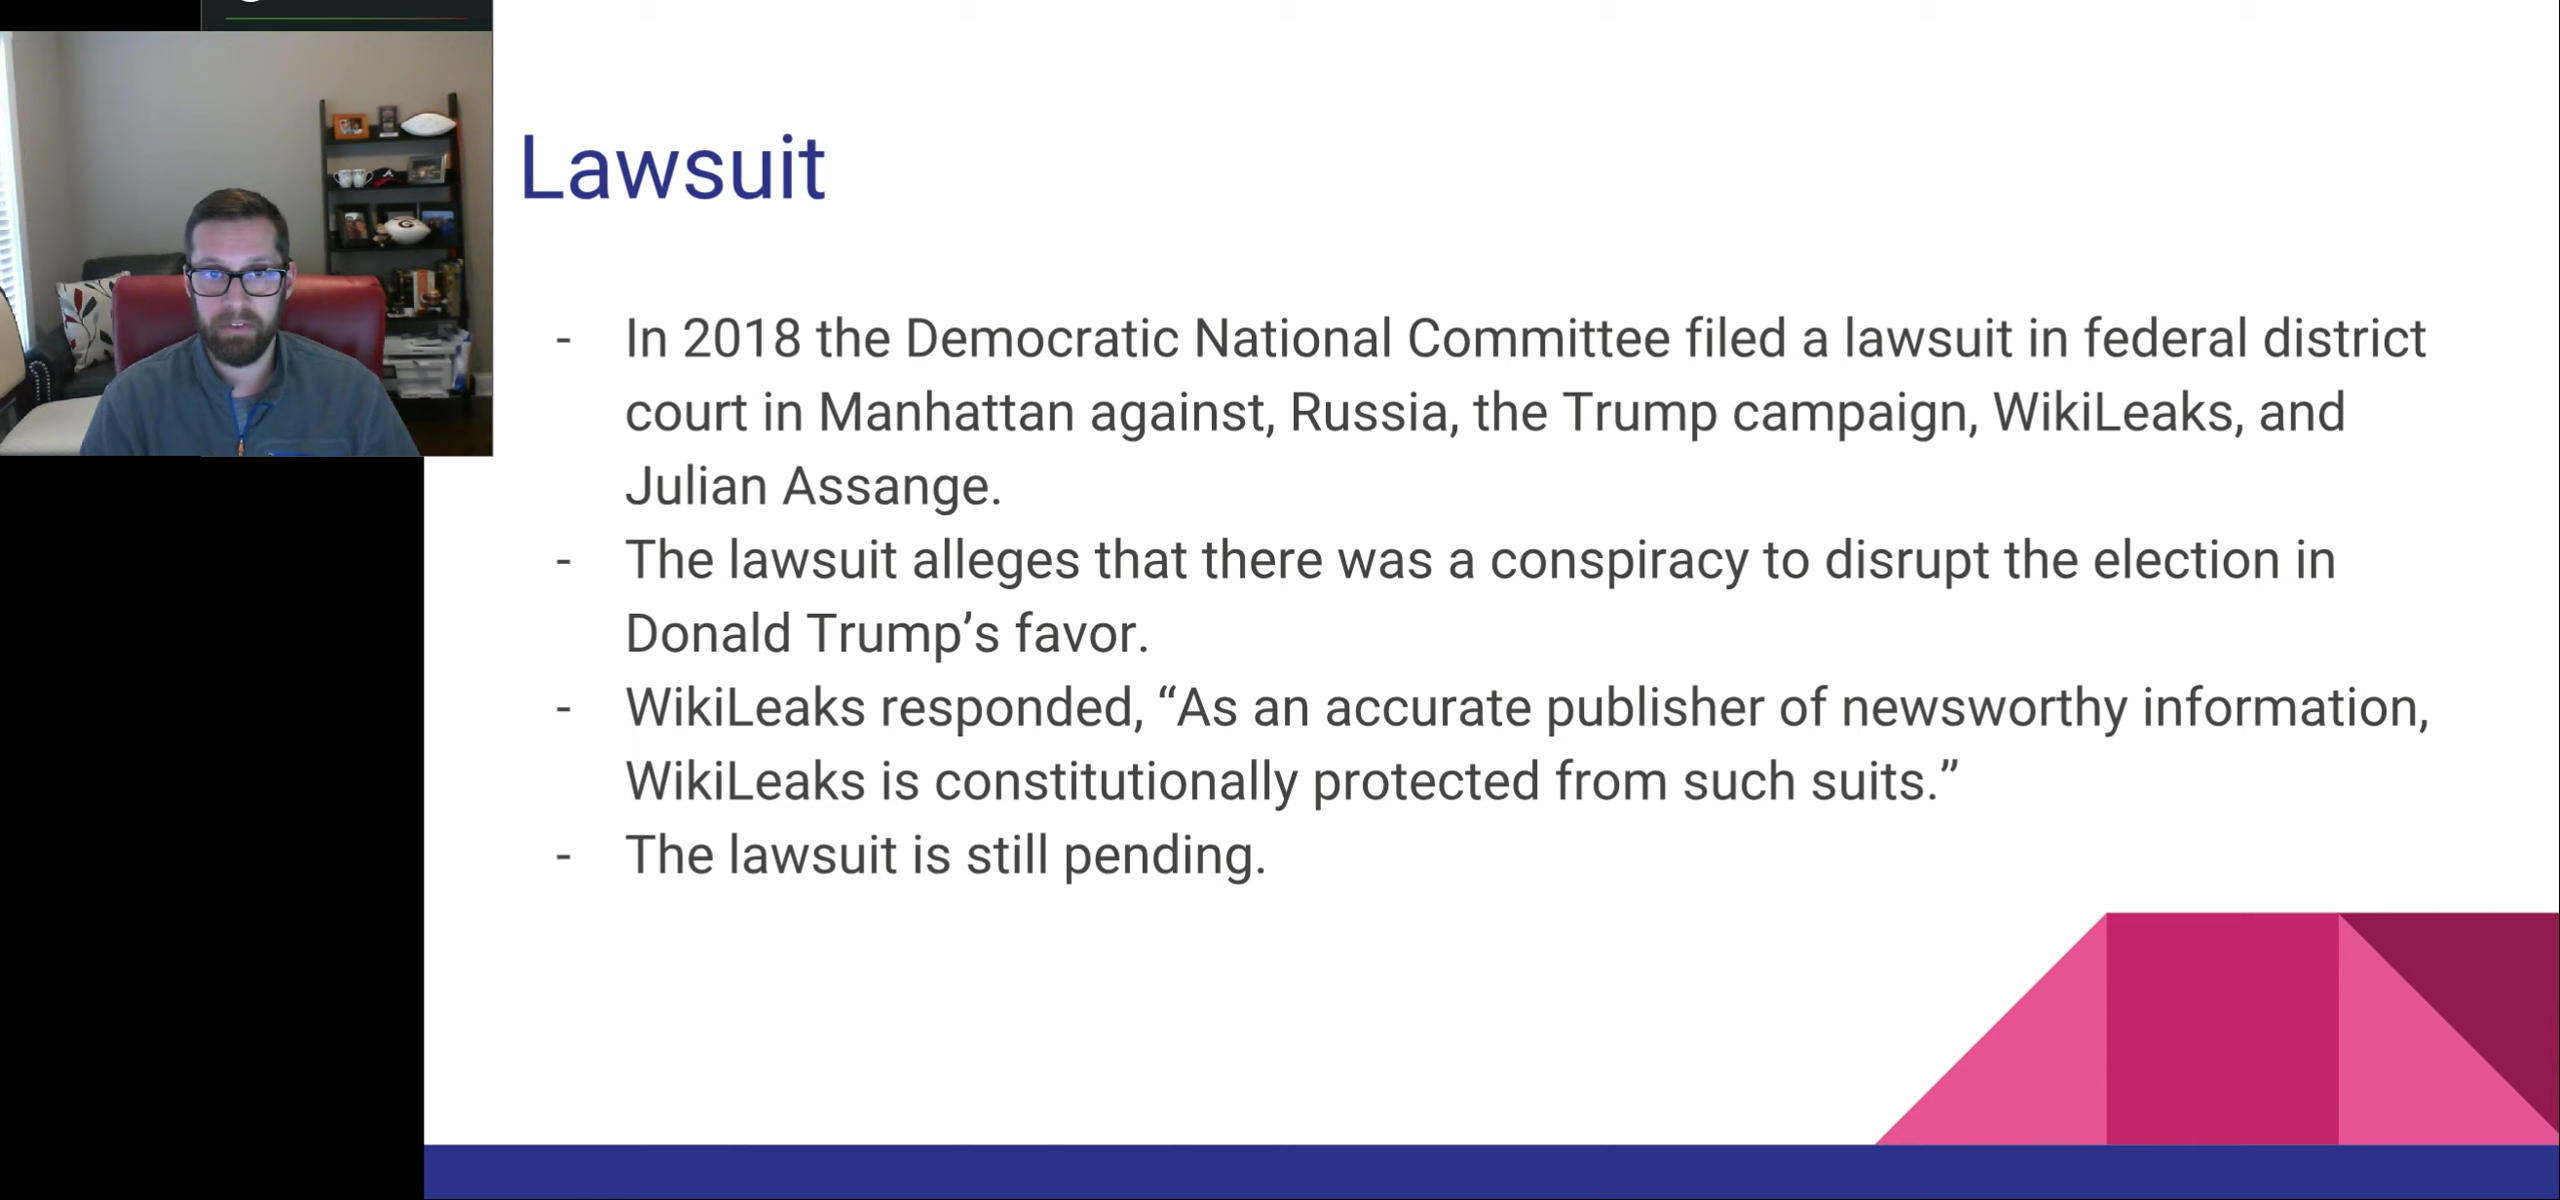 Lawsuit
- In 2018 the Democratic National Committee filed a lawsuit in federal district
court in Manhattan against, Russia, the Trump campaign, WikiLeaks, and
Julian Assange.
- The lawsuit alleges that there was a conspiracy to disrupt the election in
Donald Trump’s favor.
- WikiLeaks responded, “As an accurate publisher of newsworthy information,
WikiLeaks is constitutionally protected from such suits.”
- The lawsuit is still pending.